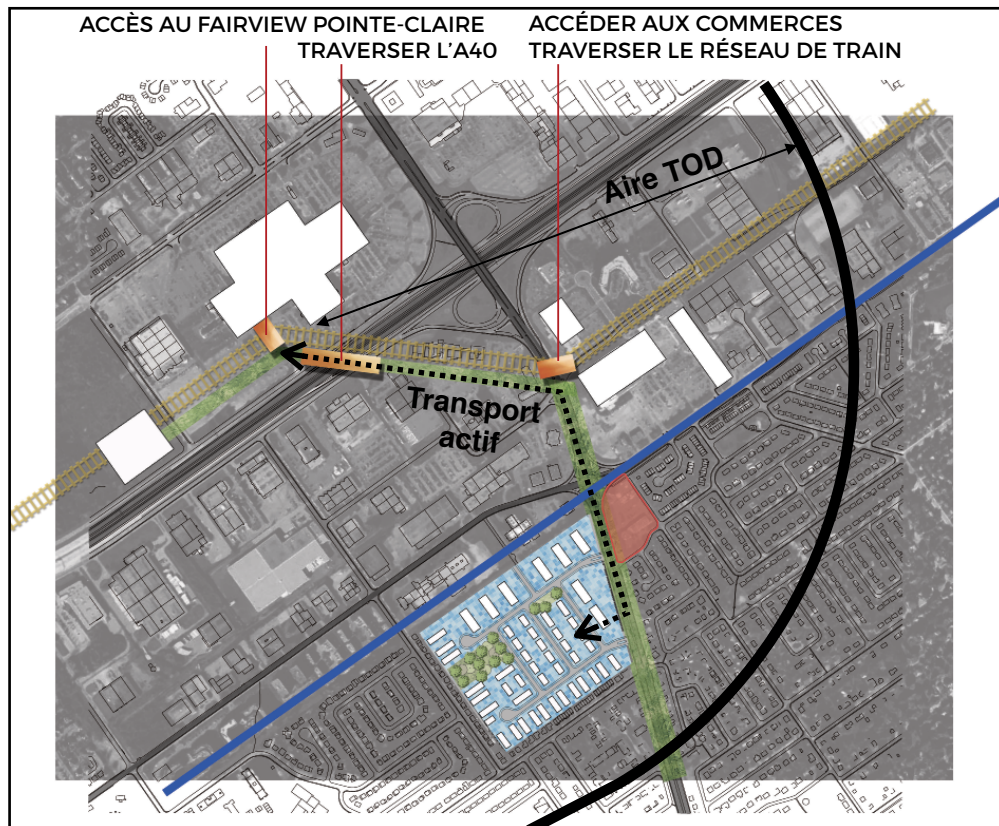 ACCÈS AU FAIRVIEW POINTE-CLAIRE
TRAVERSER L'A40
ACCÉDER AUX COMMERCES
TRAVERSER LE RÉSEAU DE TRAIN
Aire TOD
Transport
actif